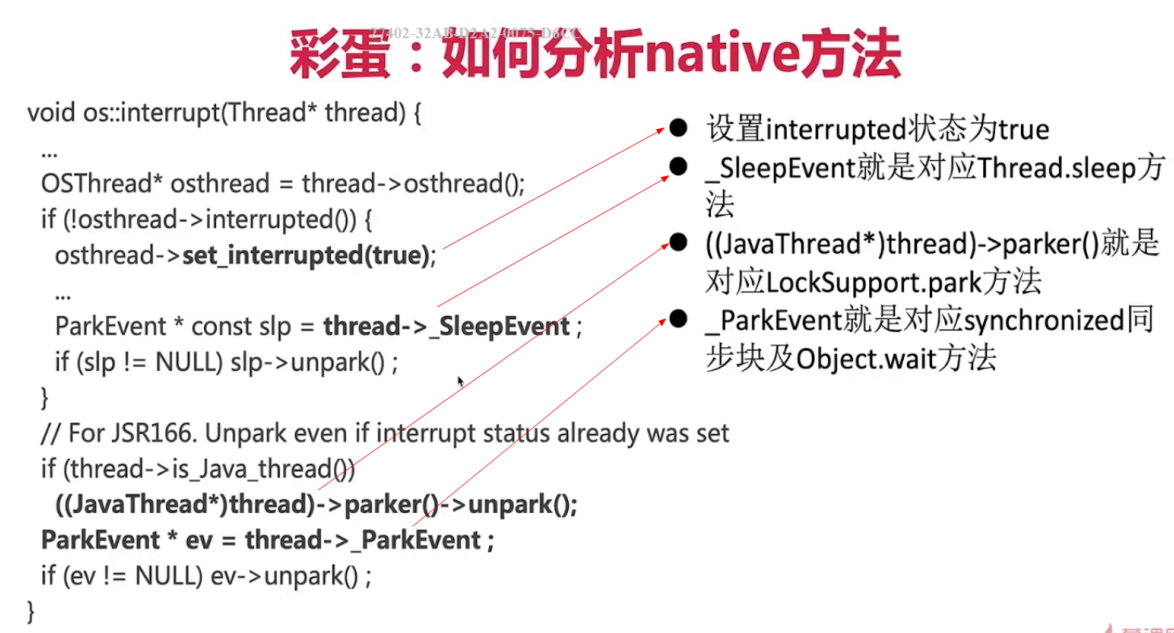 彩蛋：如何分析native方法
void os::interrupt(Thread* thread) {
...
OSThread* osthread = thread->osthread();
if (!osthread->interrupted()) {
osthread->set_interrupted(true);
...
ParkEvent * const slp = thread->_SleepEvent ;
if (slp != NULL) slp->unpark() ;
}
// For JSR166. Unpark even if interrupt status already was set
if (thread->is_Java_thread())
((JavaThread*)thread)->parker()->unpark();
ParkEvent * ev = thread->_ParkEvent ;
if (ev != NULL) ev->unpark() ;
}
● 设置interrupted状态为true
● _SleepEvent就是对应Thread.sleep方
法
● ((JavaThread*)thread)->parker()就是
对应LockSupport.park方法
● _ParkEvent就是对应synchronized同
步块及Object.wait方法